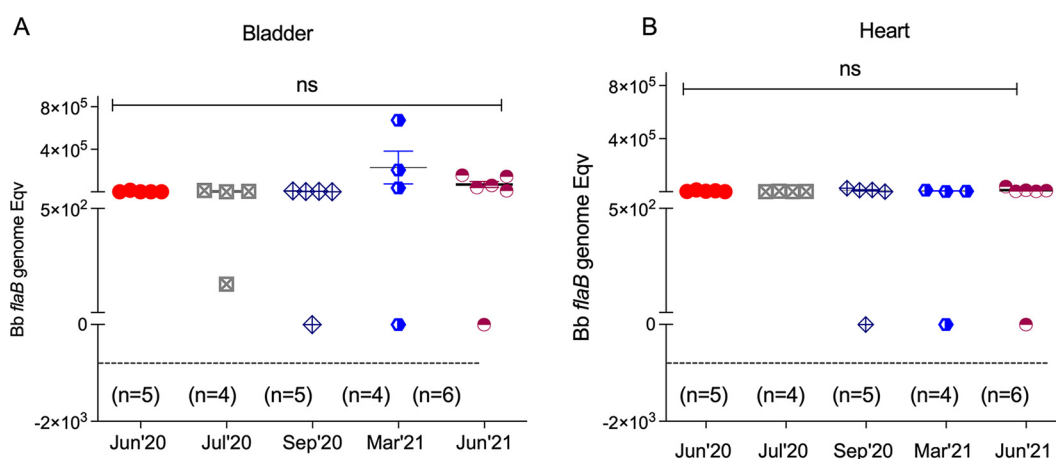 A
Bladder
ns
8×10⁵
4×10⁵
5×10²
0
-2×10³
Bb flaB genome Eqv
(n=5) (n=4) (n=5) (n=4) (n=6)
Jun'20 Jul'20 Sep'20 Mar'21 Jun'21
B
Heart
ns
8×10⁵
4×10⁵
5×10²
0
-2×10³
Bb flaB genome Eqv
(n=5) (n=4) (n=5) (n=4) (n=6)
Jun'20 Jul'20 Sep'20 Mar'21 Jun'21